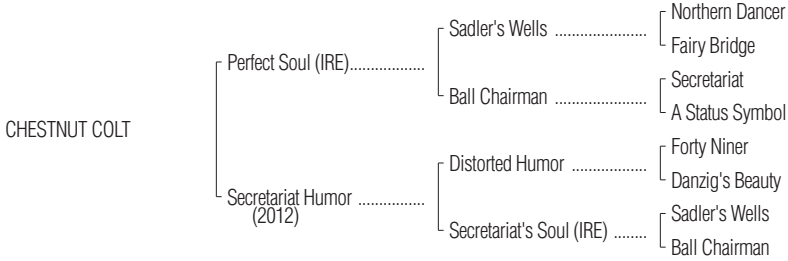 Northern Dancer
Sadler's Wells ......................
Fairy Bridge
Perfect Soul (IRE)..................
Secretariat
Ball Chairman ......................
A Status Symbol
CHESTNUT COLT
Forty Niner
Distorted Humor ..................
Danzig's Beauty
Secretariat Humor ................
(2012)
Sadler's Wells
Secretariat's Soul (IRE) ........
Ball Chairman